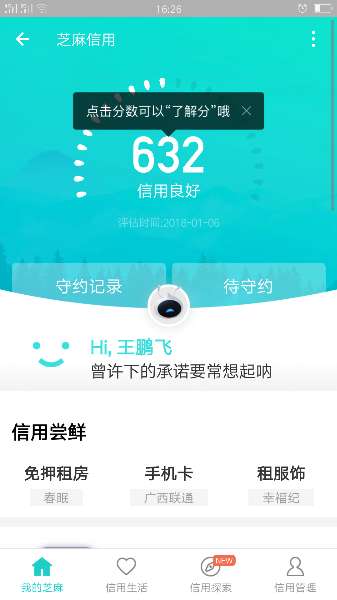 16:26
芝麻信用
点击分数可以“了解分”哦
632
信用良好
评估时间:2018-01-06
守约记录
待守约
Hi, 王鹏飞
曾许下的承诺要常想起呐
信用尝鲜
免押租房 手机卡 租服饰
春眠 广西联通 幸福纪
NEW
我的芝麻 信用生活 信用探索 信用管理